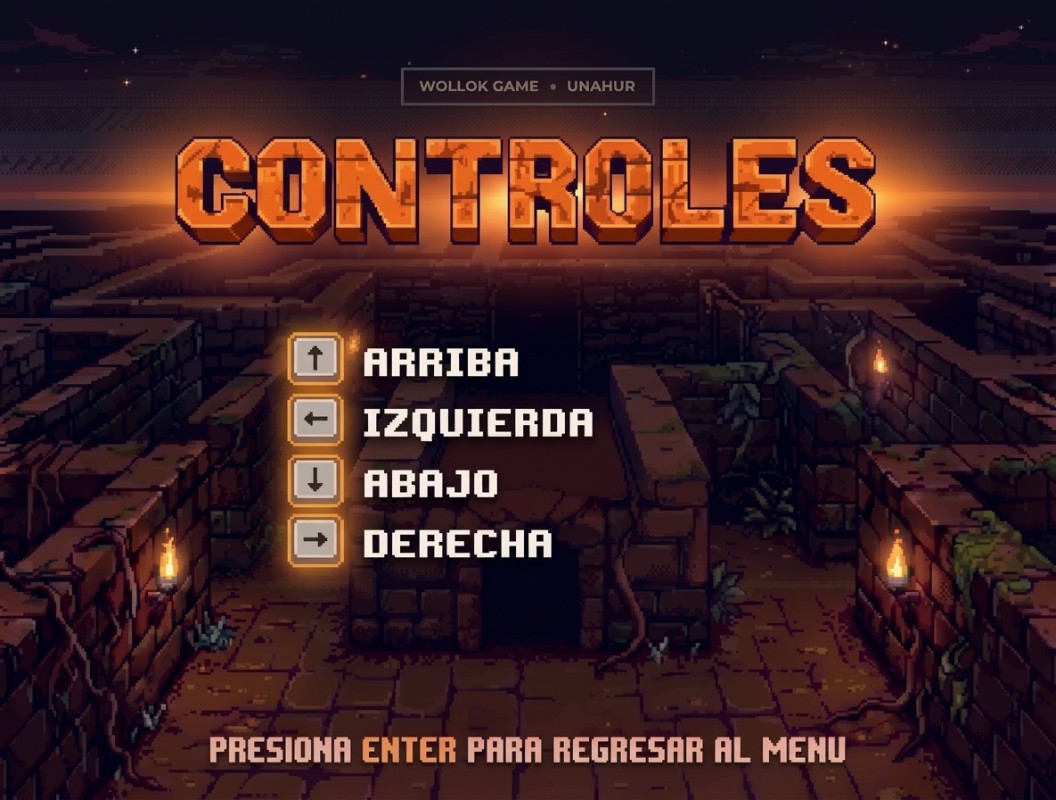 WOLLOK GAME • UNAHUR
CONTROLES
↑ ARRIBA
← IZQUIERDA
↓ ABAJO
→ DERECHA
PRESIONA ENTER PARA REGRESAR AL MENU